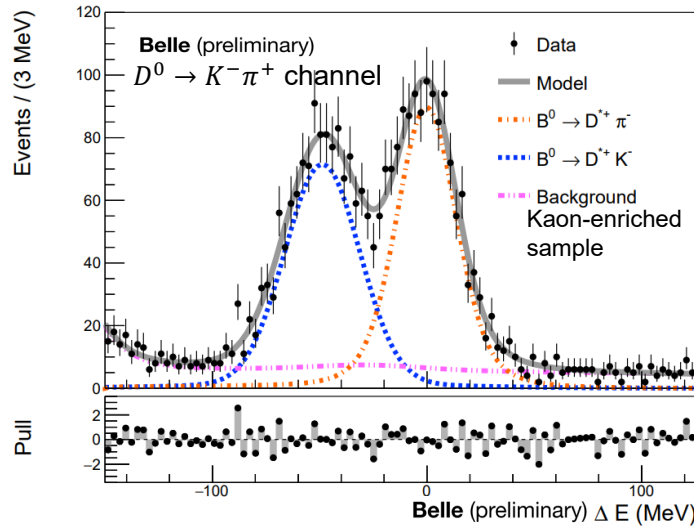 Belle (preliminary)
D⁰ → K⁻π⁺ channel
Data
Model
B⁰ → D*⁺ π⁻
B⁰ → D*⁺ K⁻
Background
Kaon-enriched
sample
Events / (3 MeV)
120
100
80
60
40
20
0
Pull
2
0
−2
−100
0
100
Belle (preliminary) Δ E (MeV)